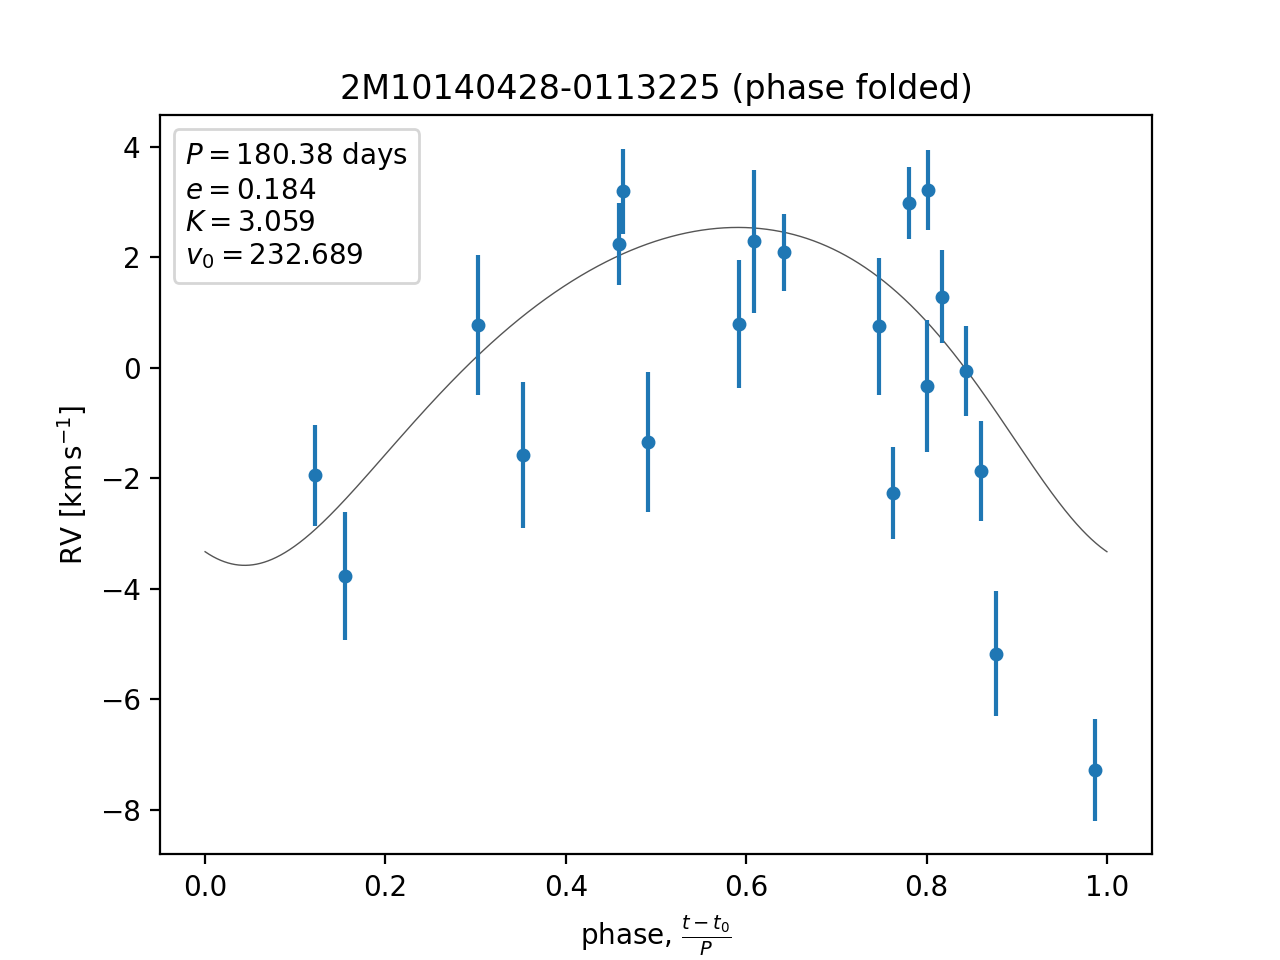 2M10140428-0113225 (phase folded)
P = 180.38 days
e = 0.184
K = 3.059
v₀ = 232.689
4
2
0
−2
−4
−6
−8
RV [km s⁻¹]
0.0 0.2 0.4 0.6 0.8 1.0
phase, (t − t₀)/P